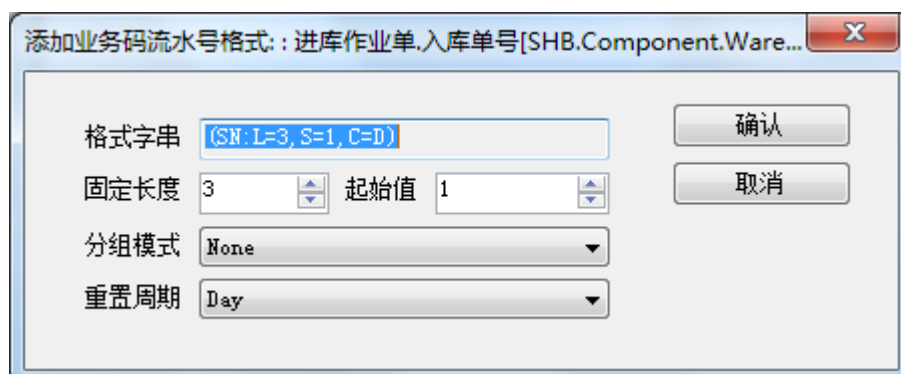 添加业务码流水号格式: : 进库作业单.入库单号[SHB.Component.Ware...
格式字串 (SN:L=3,S=1,C=D) 确认
固定长度 3 起始值 1 取消
分组模式 None
重置周期 Day